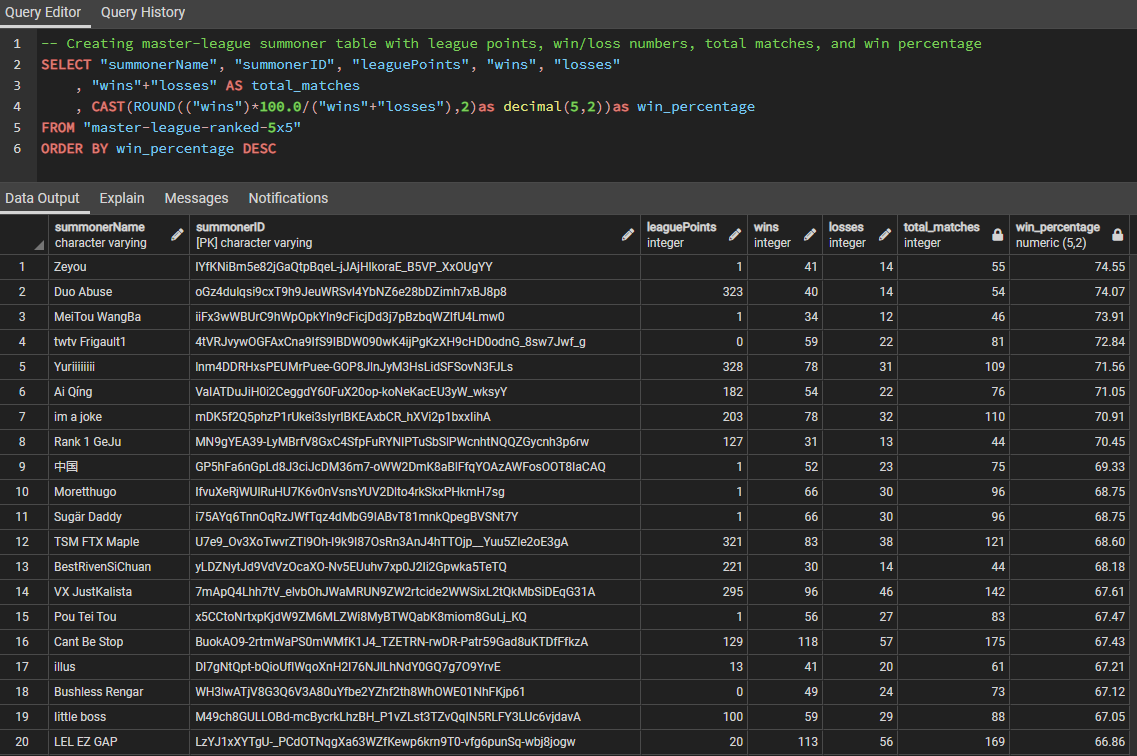 Query Editor Query History
1 -- Creating master-league summoner table with league points, win/loss numbers, total matches, and win percentage
2 SELECT "summonerName", "summonerID", "leaguePoints", "wins", "losses"
3 , "wins"+"losses" AS total_matches
4 , CAST(ROUND(("wins")*100.0/("wins"+"losses"),2)as decimal(5,2))as win_percentage
5 FROM "master-league-ranked-5x5"
6 ORDER BY win_percentage DESC
Data Output Explain Messages Notifications
summonerName summonerID leaguePoints wins losses total_matches win_percentage
character varying [PK] character varying integer integer integer integer numeric (5,2)
1 Zeyou IYfKNiBm5e82jGaQtpBqeL-jJAjHIkoraE_B5VP_XxOUgYY 1 41 14 55 74.55
2 Duo Abuse oGz4dulqsi9cxT9h9JeuWRSvI4YbNZ6e28bDZimh7xBJ8p8 323 40 14 54 74.07
3 MeiTou WangBa iiFx3wWBUrC9hWpOpkYln9cFicjDd3j7pBzbqWZIfU4Lmw0 1 34 12 46 73.91
4 twtv Frigault1 4tVRJvywOGFAxCna9IfS9IBDW090wK4ijPgKzXH9cHD0odnG_8sw7Jwf_g 0 59 22 81 72.84
5 Yuriiiiiii Inm4DDRHxsPEUMrPuee-GOP8JInJyM3HsLidSFSovN3FJLs 328 78 31 109 71.56
6 Ai Qíng VaIATDuJiH0i2CeggdY60FuX20op-koNeKacEU3yW_wksyY 182 54 22 76 71.05
7 im a joke mDK5f2Q5phzP1rUkei3sIyrIBKEAxbCR_hXVi2p1bxxIihA 203 78 32 110 70.91
8 Rank 1 GeJu MN9gYEA39-LyMBrfV8GxC4SfpFuRYNIPTuSbSIPWcnhtNQQZGycnh3p6rw 127 31 13 44 70.45
9 中国 GP5hFa6nGpLd8J3ciJcDM36m7-oWW2DmK8aBIFfqYOAzAWFosOOT8IaCAQ 1 52 23 75 69.33
10 Moretthugo IfvuXeRjWUIRuHU7K6v0nVsnsYUV2DIto4rkSkxPHkmH7sg 1 66 30 96 68.75
11 Sugär Daddy i75AYq6TnnOqRzJWfTqz4dMbG9IABvT81mnkQpegBVSNt7Y 1 66 30 96 68.75
12 TSM FTX Maple U7e9_Ov3XoTwvrZTI9Oh-I9k9I87OsRn3AnJ4hTTOjp__Yuu5ZIe2oE3gA 321 83 38 121 68.60
13 BestRivenSiChuan yLDZNytJd9VdVzOcaXO-Nv5EUuhv7xp0J2Ii2Gpwka5TeTQ 221 30 14 44 68.18
14 VX JustKalista 7mApQ4Lhh7tV_eIvbOhJWaMRUN9ZW2rtcide2WWSixL2tQkMbSiDEqG31A 295 96 46 142 67.61
15 Pou Tei Tou x5CCtoNrtxpKjdW9ZM6MLZWi8MyBTWQabK8miom8GuLj_KQ 1 56 27 83 67.47
16 Cant Be Stop BuokAO9-2rtmWaPS0mWMfK1J4_TZETRN-rwDR-Patr59Gad8uKTDfFfkzA 129 118 57 175 67.43
17 illus DI7gNtQpt-bQioUfIWqoXnH2I76NJILhNdY0GQ7g7O9YrvE 13 41 20 61 67.21
18 Bushless Rengar WH3IwATjV8G3Q6V3A80uYfbe2YZhf2th8WhOWE01NhFKjp61 0 49 24 73 67.12
19 little boss M49ch8GULLOBd-mcBycrkLhzBH_P1vZLst3TZvQqIN5RLFY3LUc6vjdavA 100 59 29 88 67.05
20 LEL EZ GAP LzYJ1xXYTgU-_PCdOTNqgXa63WZfKewp6krn9T0-vfg6punSq-wbj8jogw 20 113 56 169 66.86